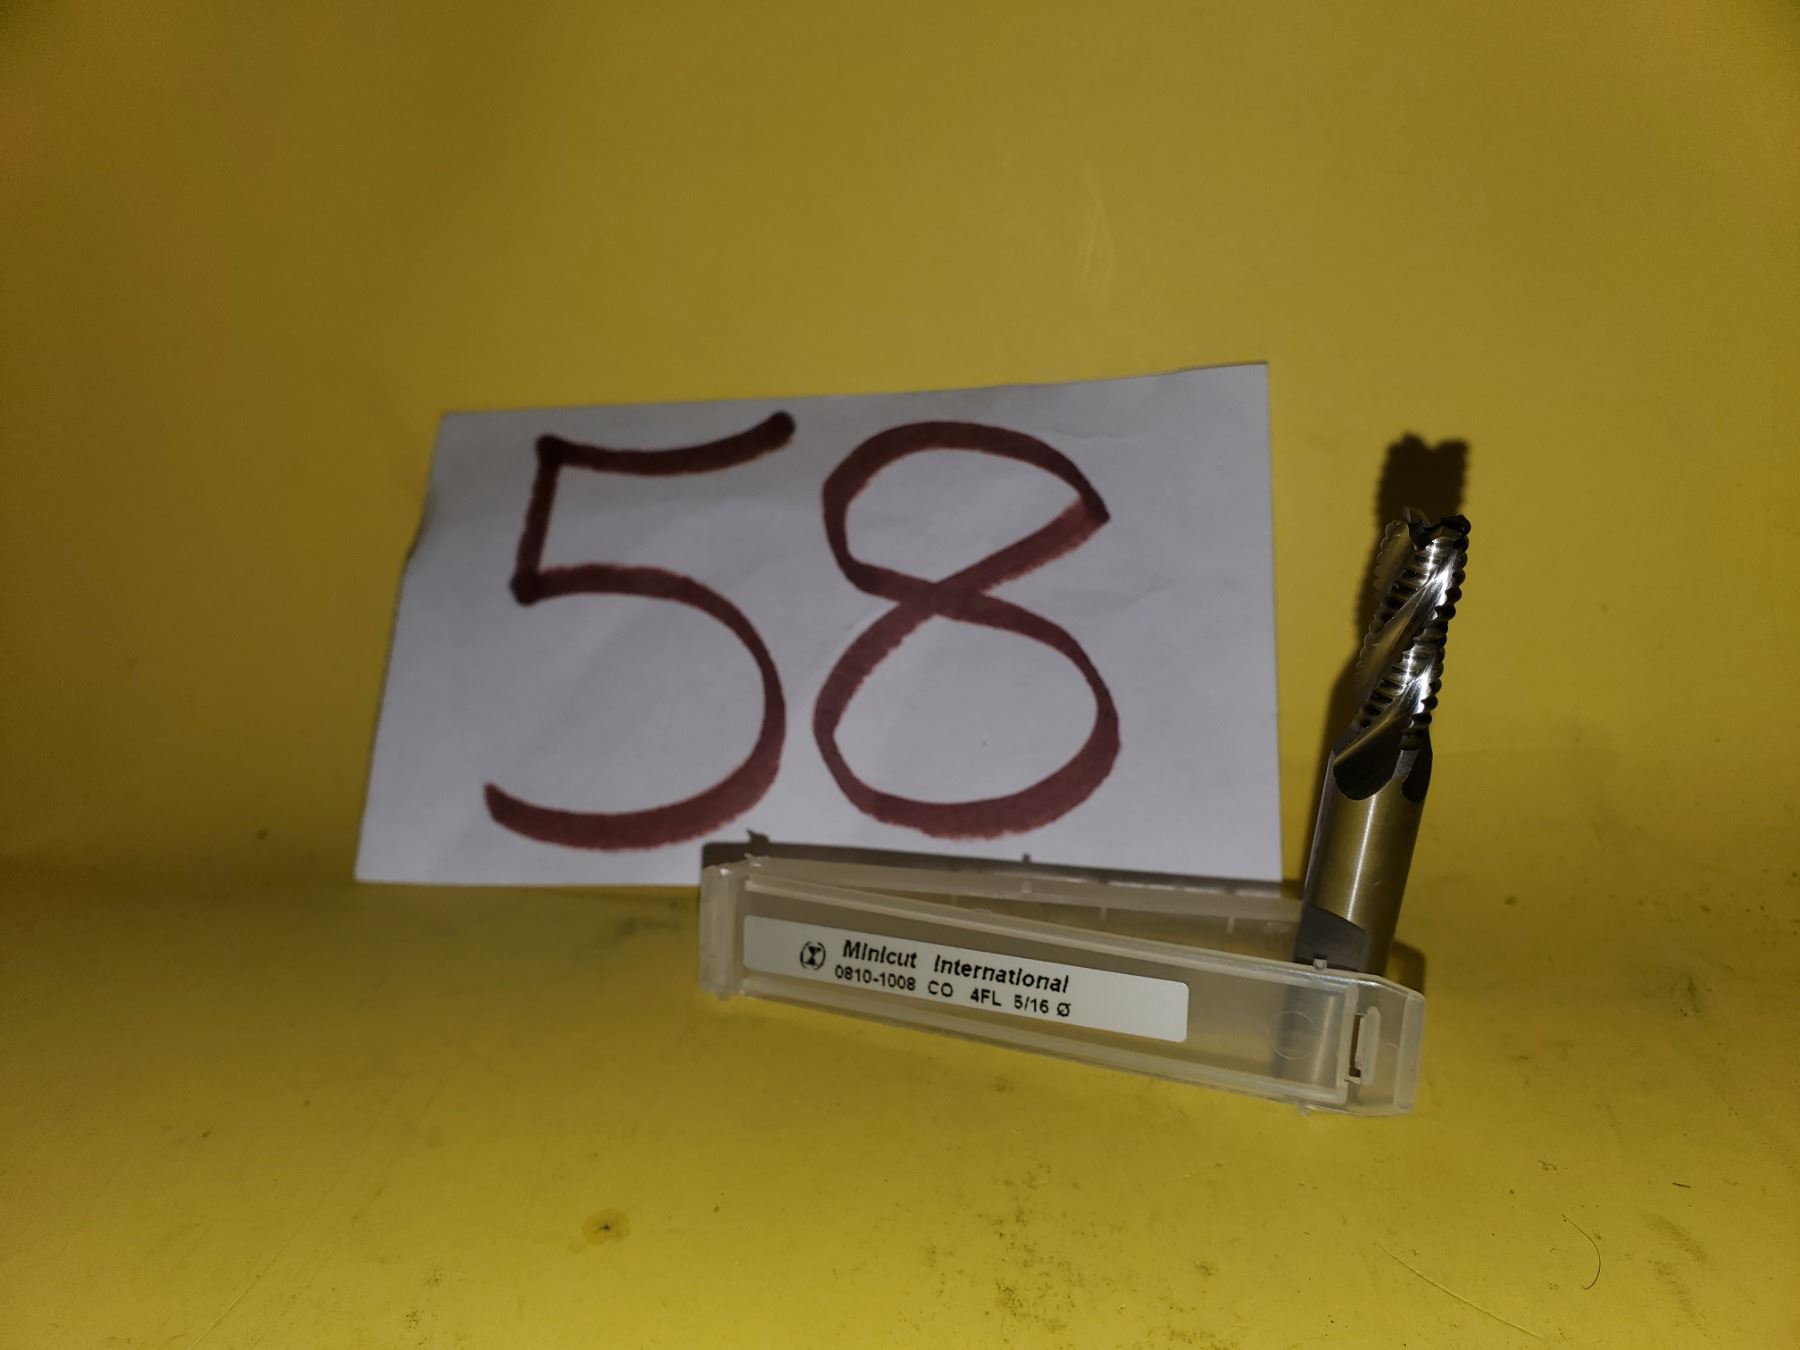 58
Minicut International
0810-1008 CO 4FL 5/16 Ø